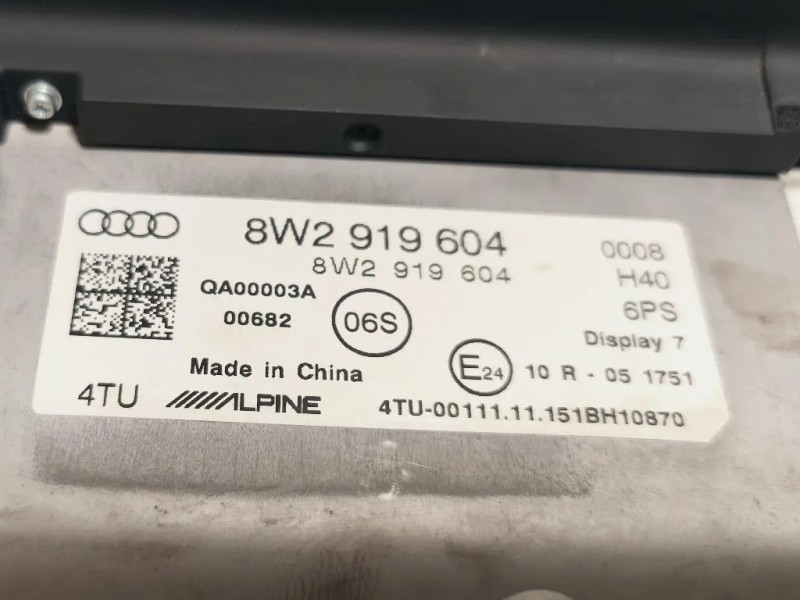 8W2 919 604
8W2 919 604
0008
H40
6PS
Display 7
QA00003A
00682
06S
Made in China
E24
10 R - 05 1751
4TU
ALPINE
4TU-00111.11.151BH10870